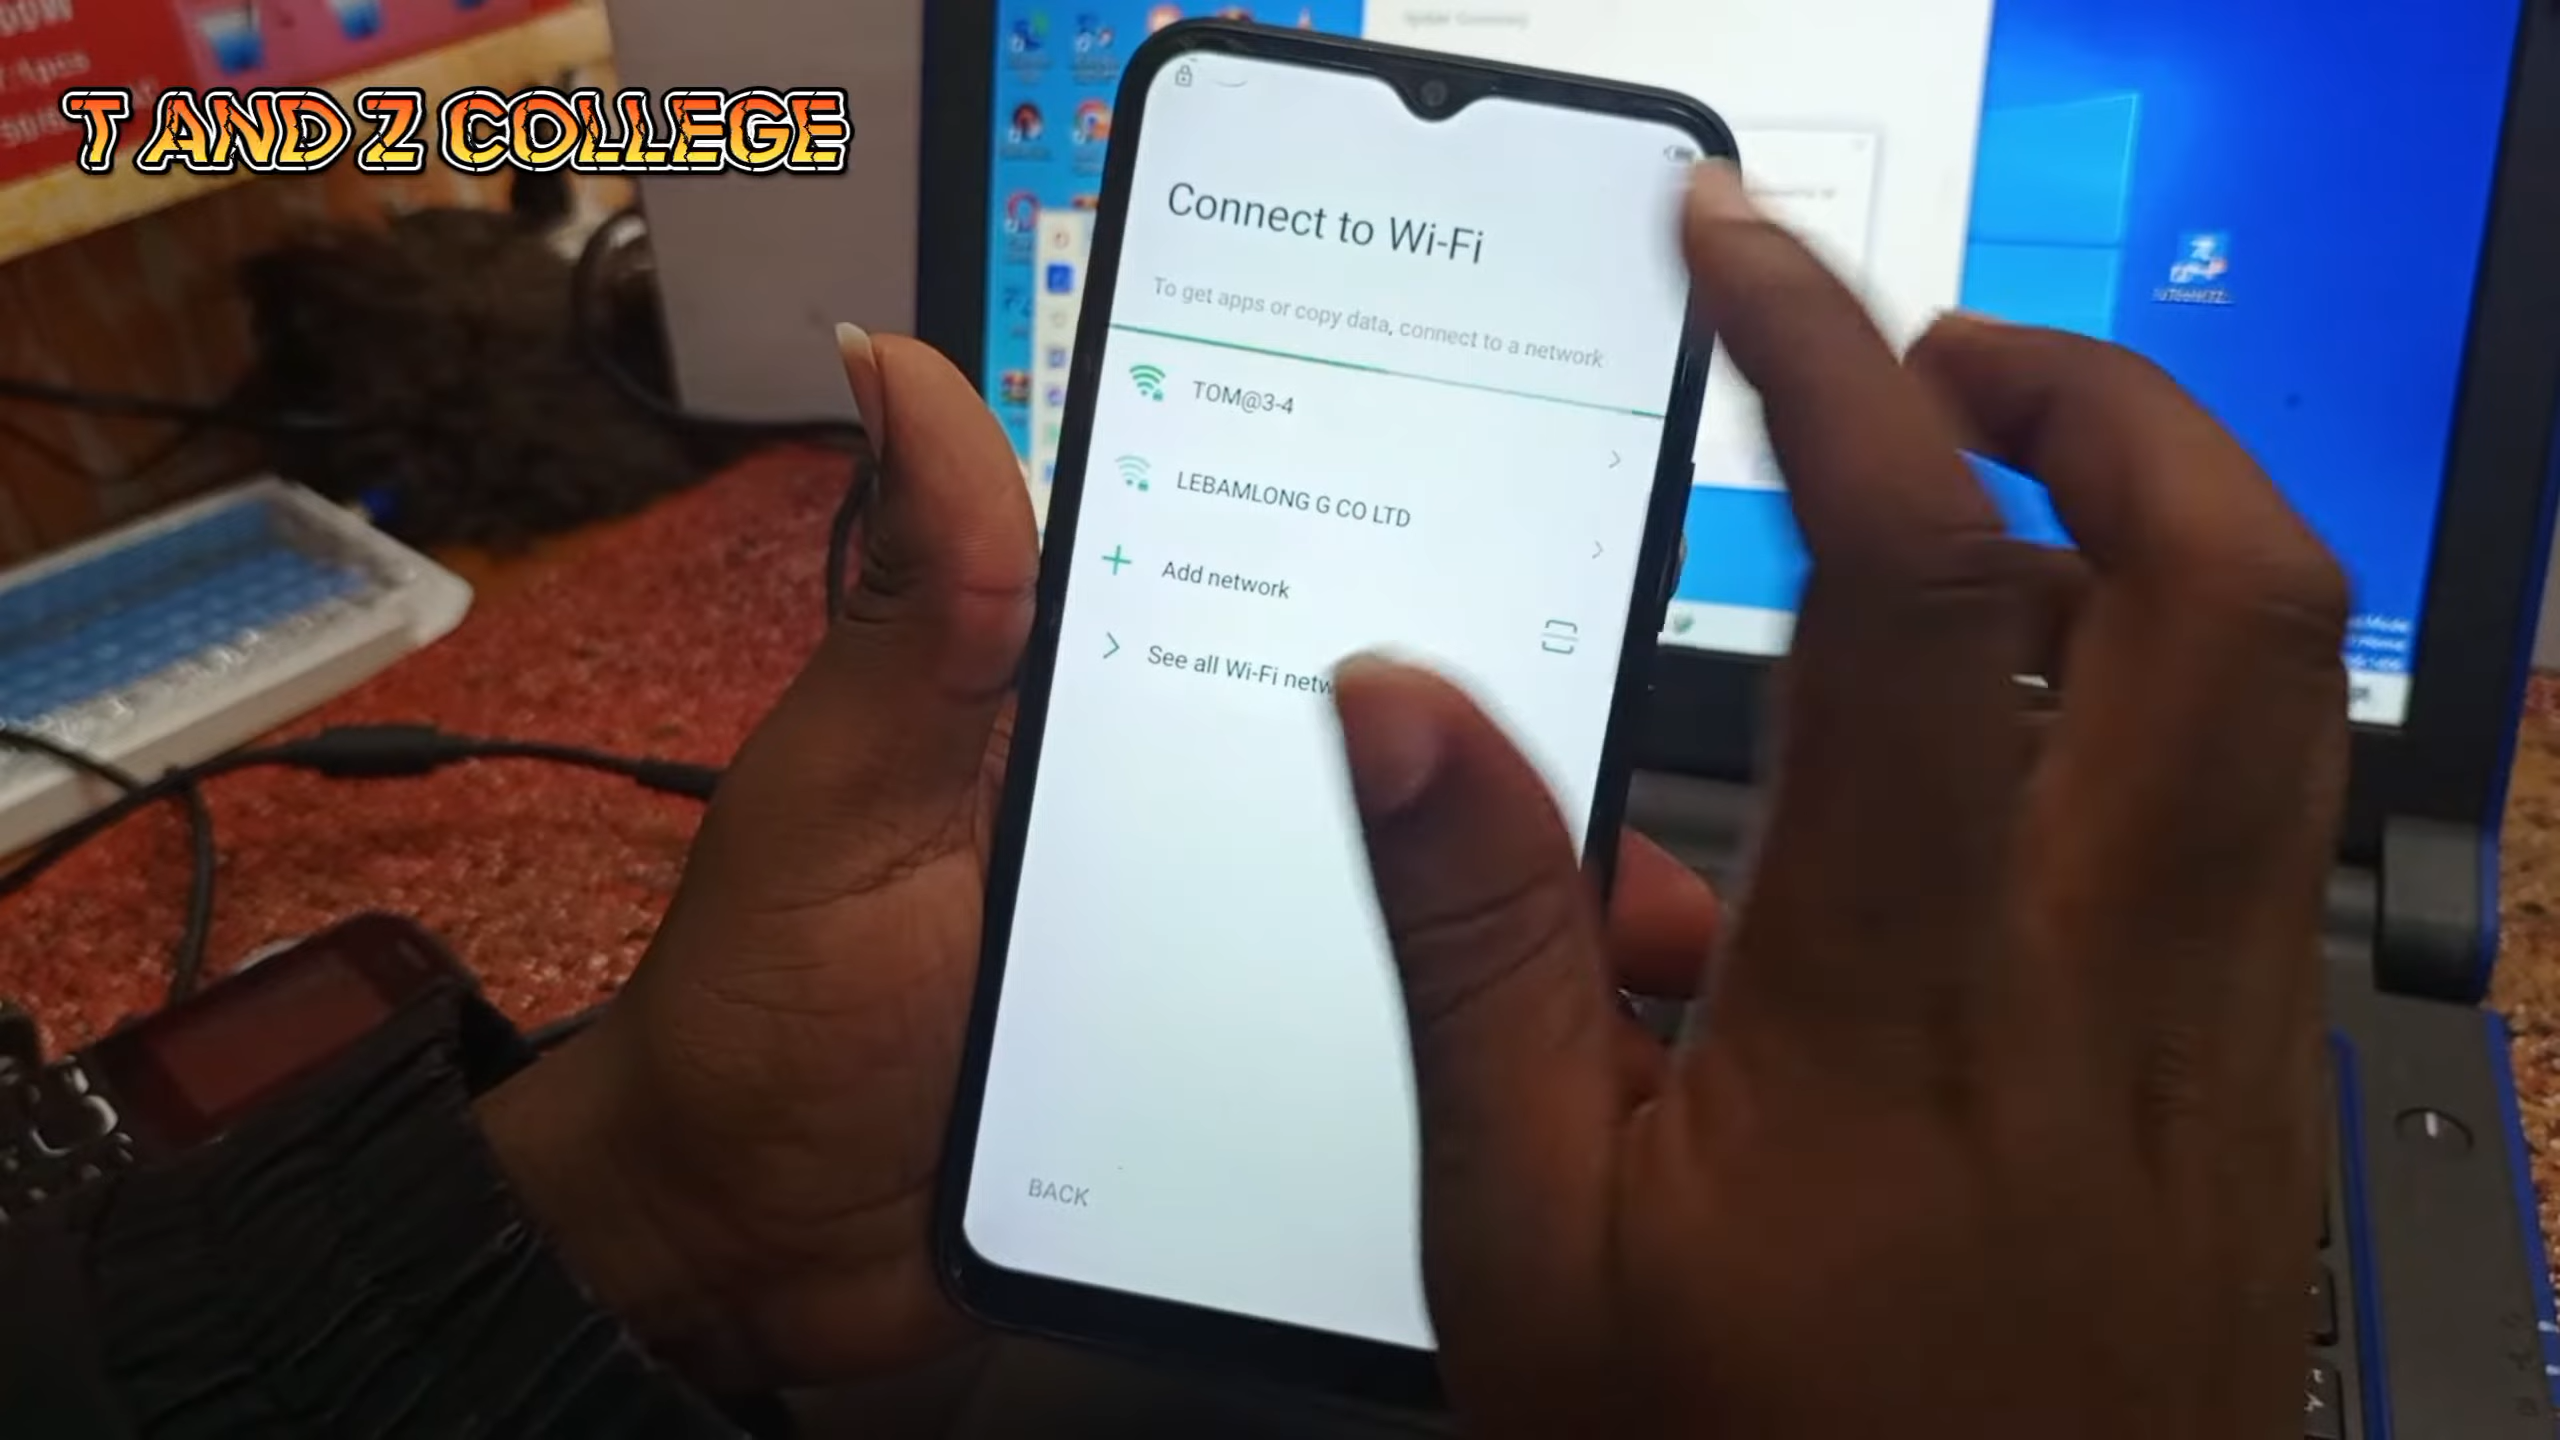 T AND Z COLLEGE
Connect to Wi-Fi
To get apps or copy data, connect to a network
TOM@3-4
LEBAMLONG G CO LTD
Add network
See all Wi-Fi
BACK